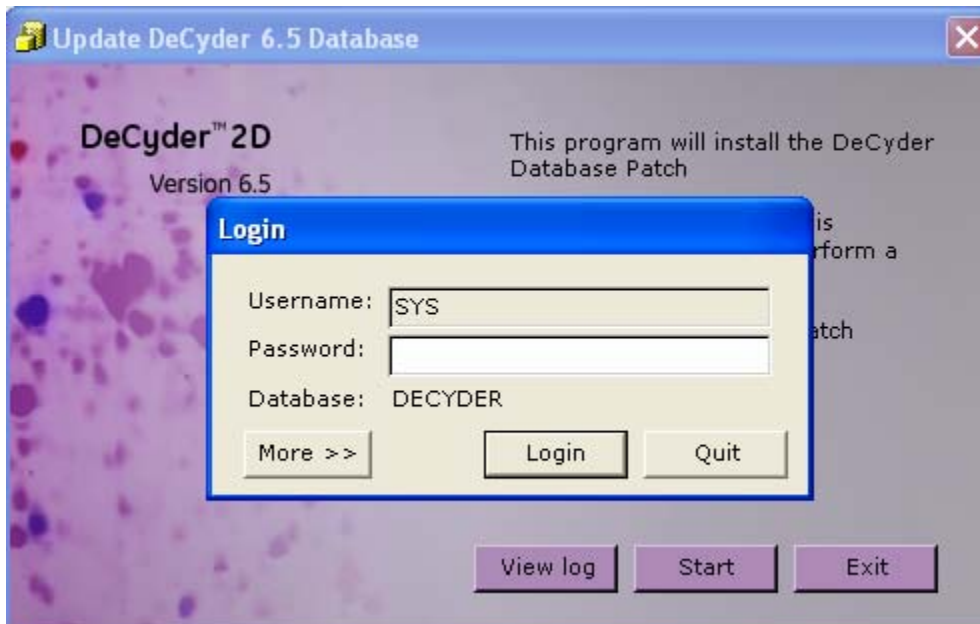 Update DeCyder 6.5 Database
DeCyder™ 2D
Version 6.5
This program will install the DeCyder
Database Patch
is
rform a
atch
Login
Username: SYS
Password:
Database: DECYDER
More >>
Login
Quit
View log
Start
Exit